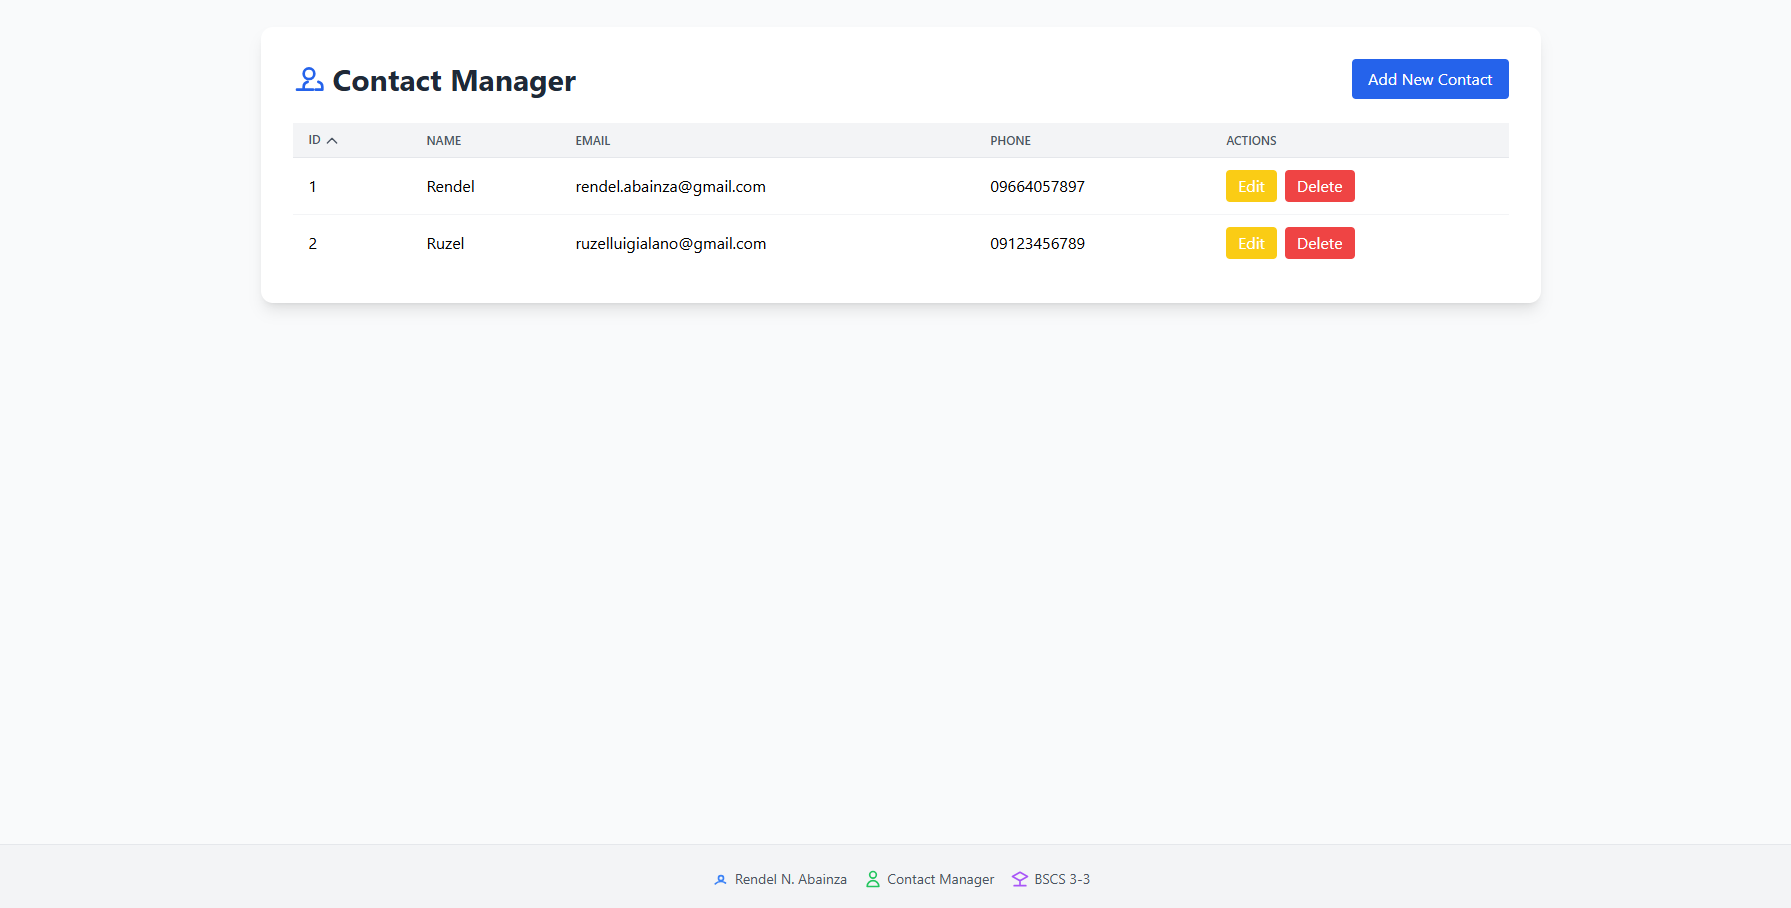 Contact Manager
Add New Contact
ID NAME EMAIL PHONE ACTIONS
1 Rendel rendel.abainza@gmail.com 09664057897 Edit Delete
2 Ruzel ruzelluigialano@gmail.com 09123456789 Edit Delete
Rendel N. Abainza Contact Manager BSCS 3-3